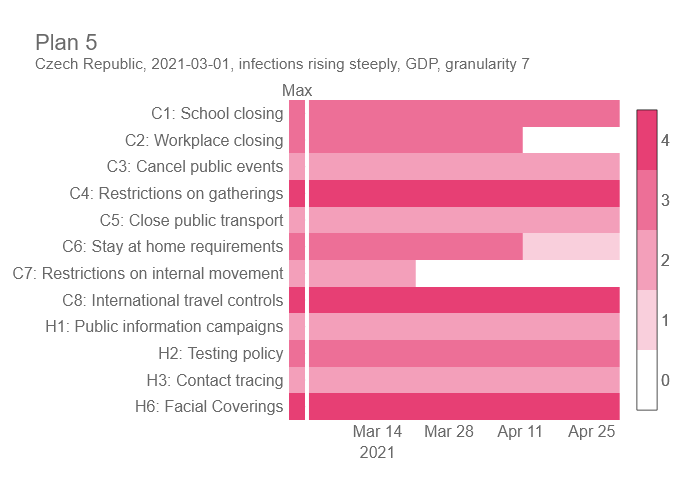 Plan 5
Czech Republic, 2021-03-01, infections rising steeply, GDP, granularity 7
Max
C1: School closing
C2: Workplace closing
C3: Cancel public events
C4: Restrictions on gatherings
C5: Close public transport
C6: Stay at home requirements
C7: Restrictions on internal movement
C8: International travel controls
H1: Public information campaigns
H2: Testing policy
H3: Contact tracing
H6: Facial Coverings
Mar 14 Mar 28 Apr 11 Apr 25
2021
4
3
2
1
0